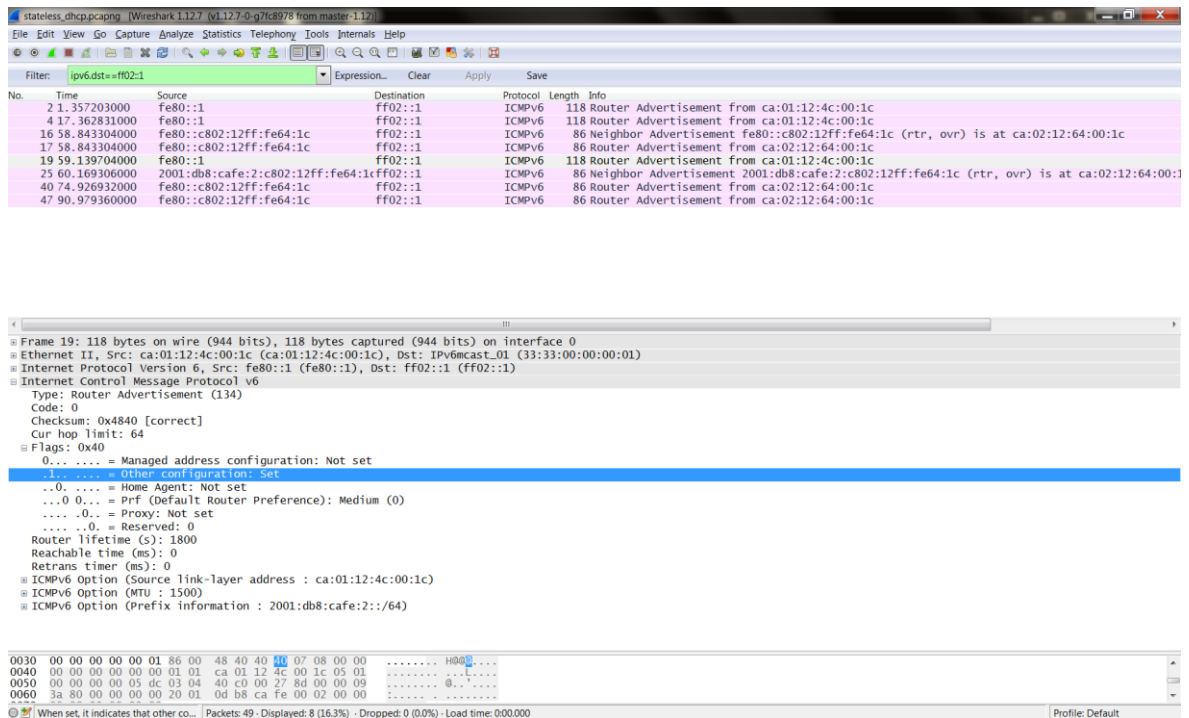 stateless_dhcp.pcapng [Wireshark 1.12.7 (v1.12.7-0-g7fc8978 from master-1.12)]
File Edit View Go Capture Analyze Statistics Telephony Tools Internals Help
Filter: ipv6.dst==ff02::1 Expression... Clear Apply Save
No. Time Source Destination Protocol Length Info
2 1.357203000 fe80::1 ff02::1 ICMPv6 118 Router Advertisement from ca:01:12:4c:00:1c
4 17.362831000 fe80::1 ff02::1 ICMPv6 118 Router Advertisement from ca:01:12:4c:00:1c
16 58.843304000 fe80::c802:12ff:fe64:1c ff02::1 ICMPv6 86 Neighbor Advertisement fe80::c802:12ff:fe64:1c (rtr, ovr) is at ca:02:12:64:00:1c
17 58.843304000 fe80::c802:12ff:fe64:1c ff02::1 ICMPv6 86 Router Advertisement from ca:02:12:64:00:1c
19 59.139704000 fe80::1 ff02::1 ICMPv6 118 Router Advertisement from ca:01:12:4c:00:1c
25 60.169306000 2001:db8:cafe:2:c802:12ff:fe64:1c ff02::1 ICMPv6 86 Neighbor Advertisement 2001:db8:cafe:2:c802:12ff:fe64:1c (rtr, ovr) is at ca:02:12:64:00:1
40 74.926932000 fe80::c802:12ff:fe64:1c ff02::1 ICMPv6 86 Router Advertisement from ca:02:12:64:00:1c
47 90.979360000 fe80::c802:12ff:fe64:1c ff02::1 ICMPv6 86 Router Advertisement from ca:02:12:64:00:1c
Frame 19: 118 bytes on wire (944 bits), 118 bytes captured (944 bits) on interface 0
Ethernet II, Src: ca:01:12:4c:00:1c (ca:01:12:4c:00:1c), Dst: IPv6mcast_01 (33:33:00:00:00:01)
Internet Protocol Version 6, Src: fe80::1 (fe80::1), Dst: ff02::1 (ff02::1)
Internet Control Message Protocol v6
Type: Router Advertisement (134)
Code: 0
Checksum: 0x4840 [correct]
Cur hop limit: 64
Flags: 0x40
0... .... = Managed address configuration: Not set
.1.. .... = Other configuration: Set
..0. .... = Home Agent: Not set
...0 0... = Prf (Default Router Preference): Medium (0)
.... .0.. = Proxy: Not set
.... ..0. = Reserved: 0
Router lifetime (s): 1800
Reachable time (ms): 0
Retrans timer (ms): 0
ICMPv6 Option (Source link-layer address : ca:01:12:4c:00:1c)
ICMPv6 Option (MTU : 1500)
ICMPv6 Option (Prefix information : 2001:db8:cafe:2::/64)
0030 00 00 00 00 00 01 86 00 48 40 40 40 07 08 00 00 ........ H@@@....
0040 00 00 00 00 00 00 01 01 ca 01 12 4c 00 1c 05 01 ........ ...L....
0050 00 00 00 00 05 dc 03 04 40 c0 00 27 8d 00 00 09 ........ @..'....
0060 3a 80 00 00 00 00 20 01 0d b8 ca fe 00 02 00 00 :..... . ........
When set, it indicates that other co... Packets: 49 · Displayed: 8 (16.3%) · Dropped: 0 (0.0%) · Load time: 0:00.000 Profile: Default